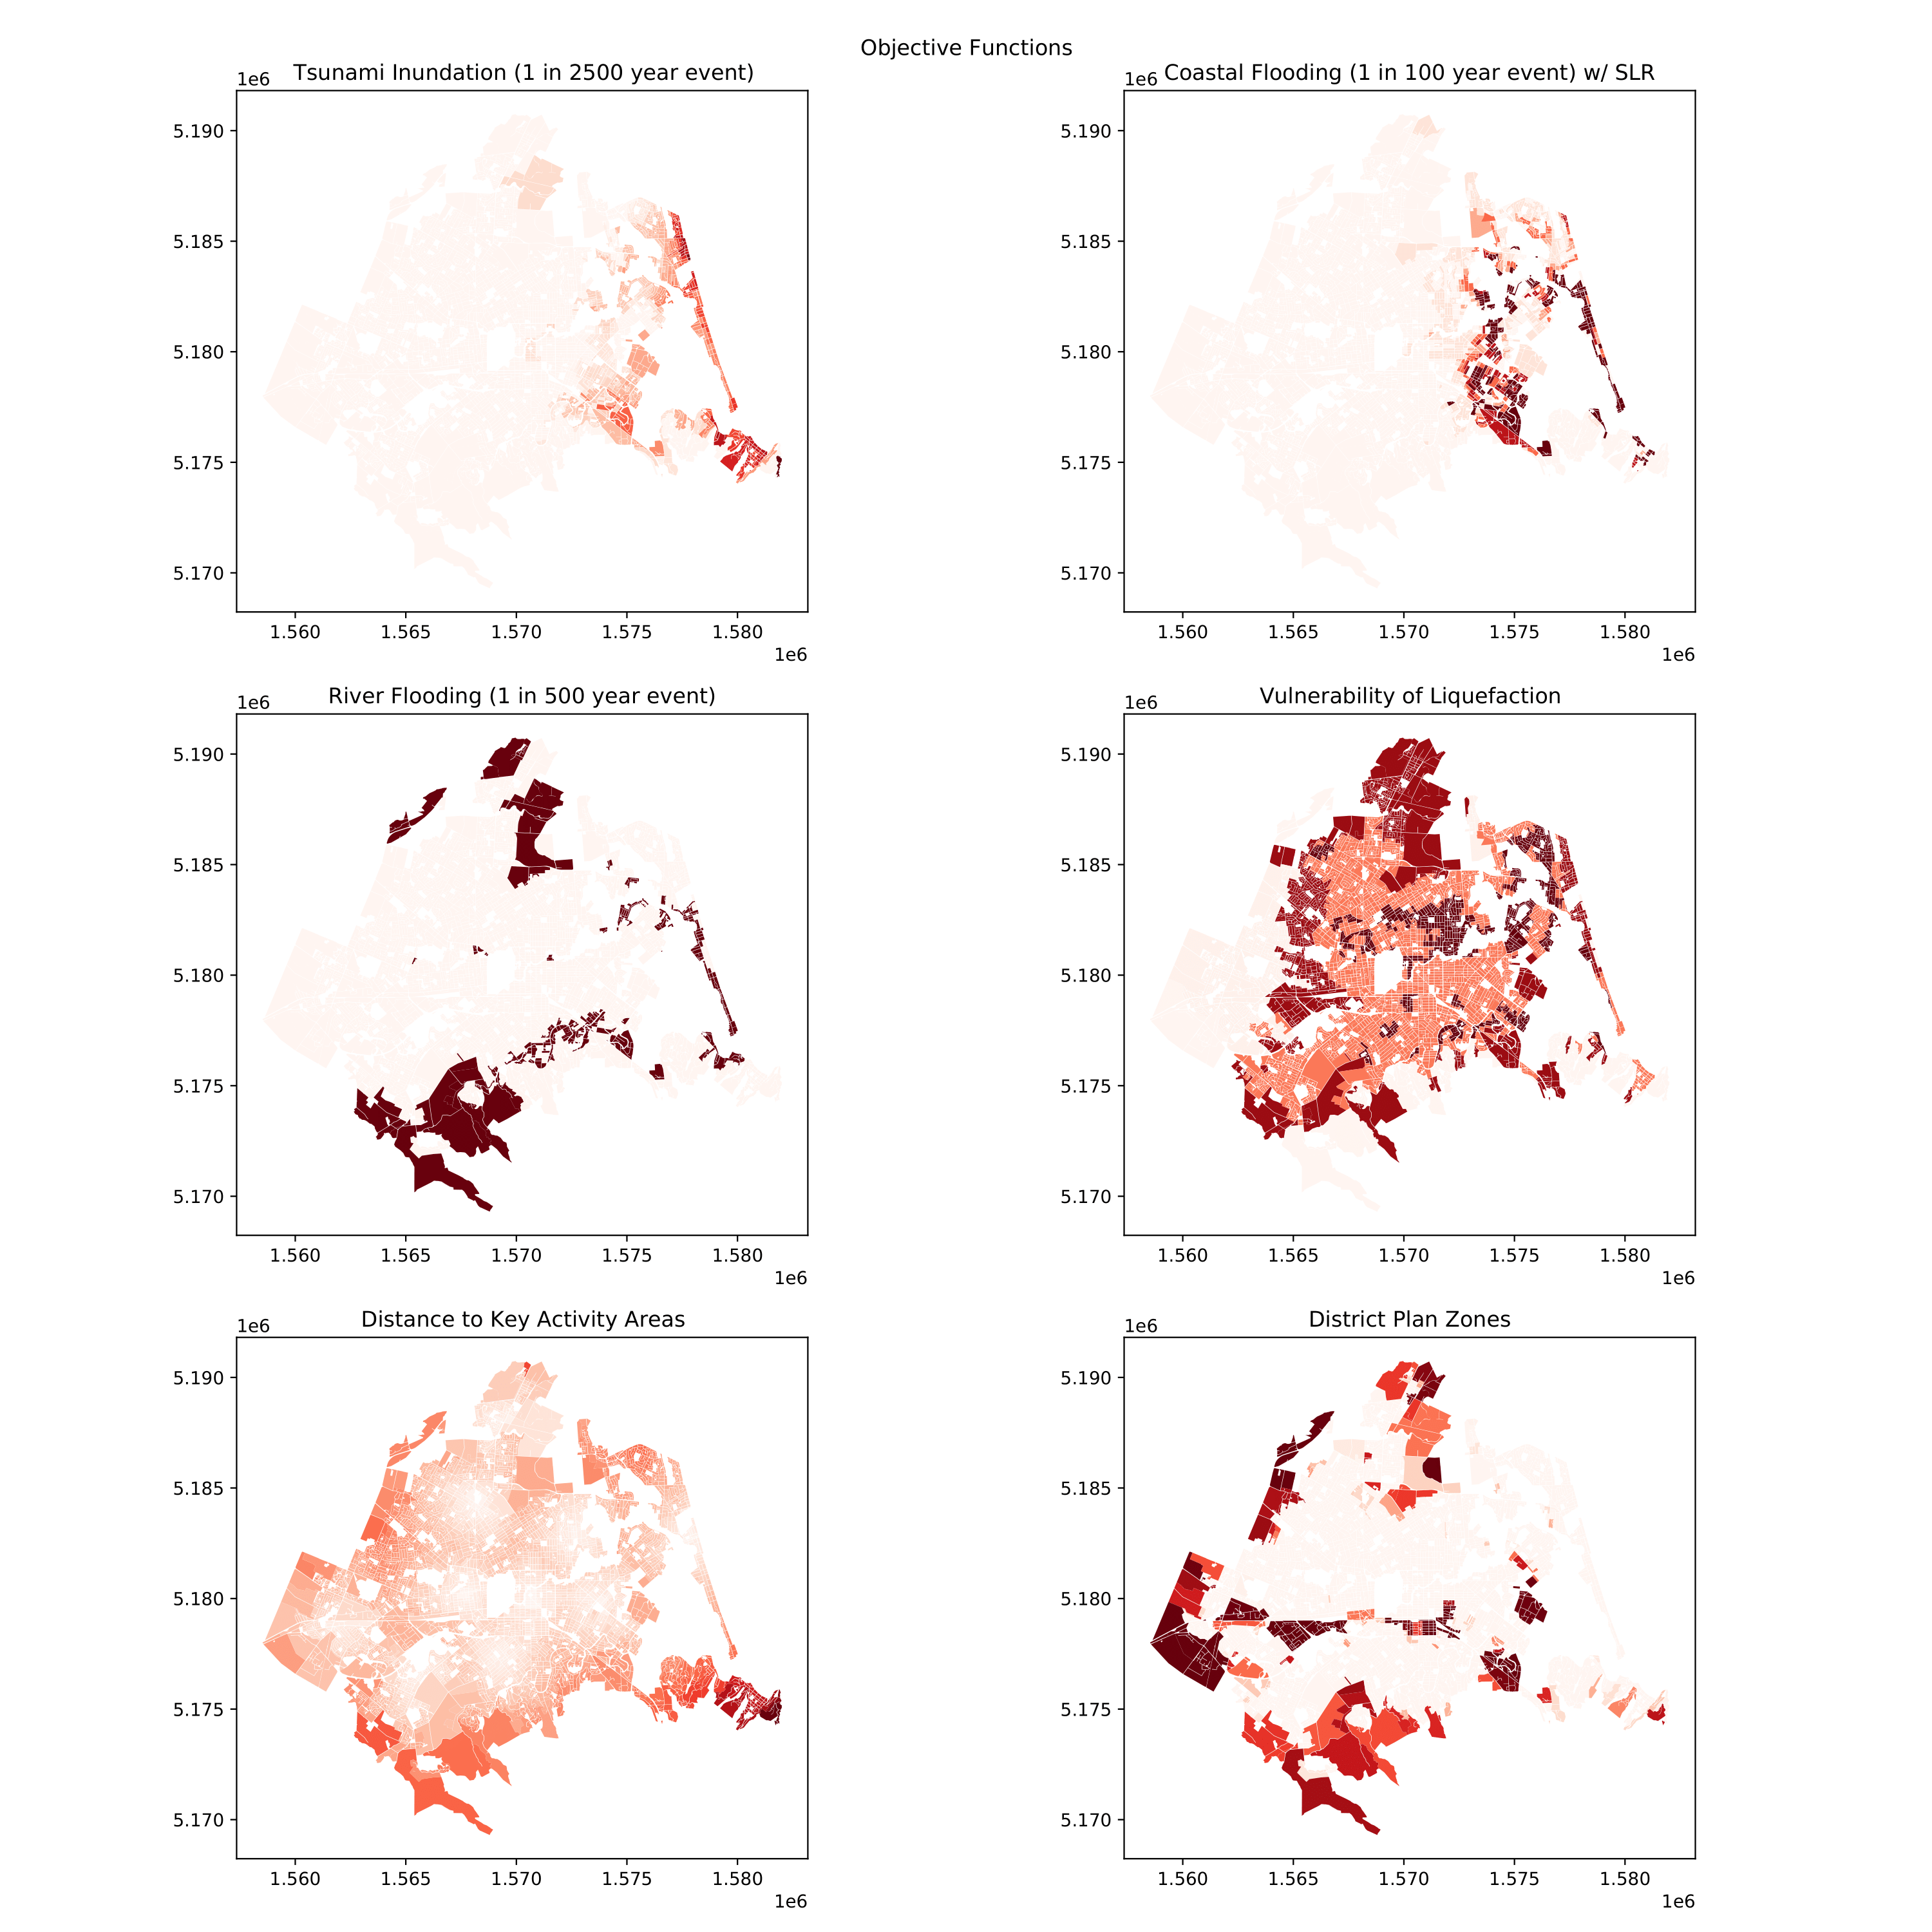 Objective Functions
Tsunami Inundation (1 in 2500 year event)
1e6
5.190
5.185
5.180
5.175
5.170
1.560 1.565 1.570 1.575 1.580
1e6
Coastal Flooding (1 in 100 year event) w/ SLR
1e6
5.190
5.185
5.180
5.175
5.170
1.560 1.565 1.570 1.575 1.580
1e6
River Flooding (1 in 500 year event)
1e6
5.190
5.185
5.180
5.175
5.170
1.560 1.565 1.570 1.575 1.580
1e6
Vulnerability of Liquefaction
1e6
5.190
5.185
5.180
5.175
5.170
1.560 1.565 1.570 1.575 1.580
1e6
Distance to Key Activity Areas
1e6
5.190
5.185
5.180
5.175
5.170
1.560 1.565 1.570 1.575 1.580
1e6
District Plan Zones
1e6
5.190
5.185
5.180
5.175
5.170
1.560 1.565 1.570 1.575 1.580
1e6